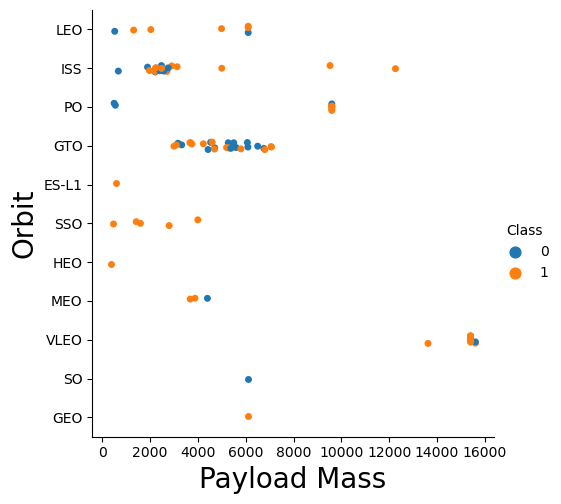 LEO
ISS
PO
GTO
ES-L1
SSO
HEO
MEO
VLEO
SO
GEO
Orbit
0 2000 4000 6000 8000 10000 12000 14000 16000
Payload Mass
Class
0
1